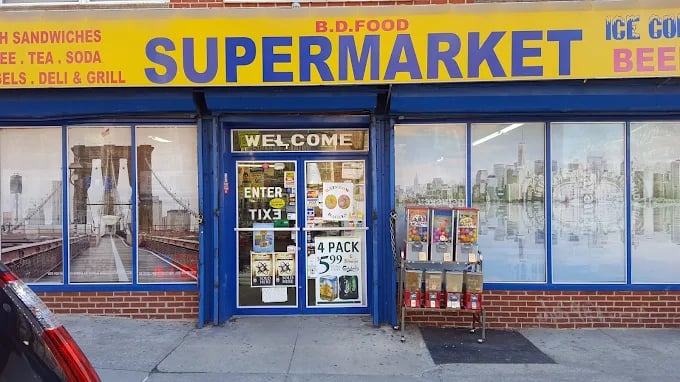 H SANDWICHES
EE . TEA . SODA
GELS . DELI & GRILL
B.D.FOOD
SUPERMARKET
ICE CO
BEE
WELCOME
ENTER
EXIT
4 PACK
$5.99